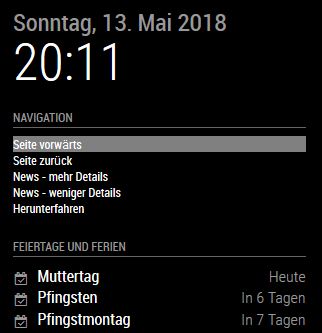 Sonntag, 13. Mai 2018
20:11
NAVIGATION
Seite vorwärts
Seite zurück
News - mehr Details
News - weniger Details
Herunterfahren
FEIERTAGE UND FERIEN
Muttertag Heute
Pfingsten In 6 Tagen
Pfingstmontag In 7 Tagen